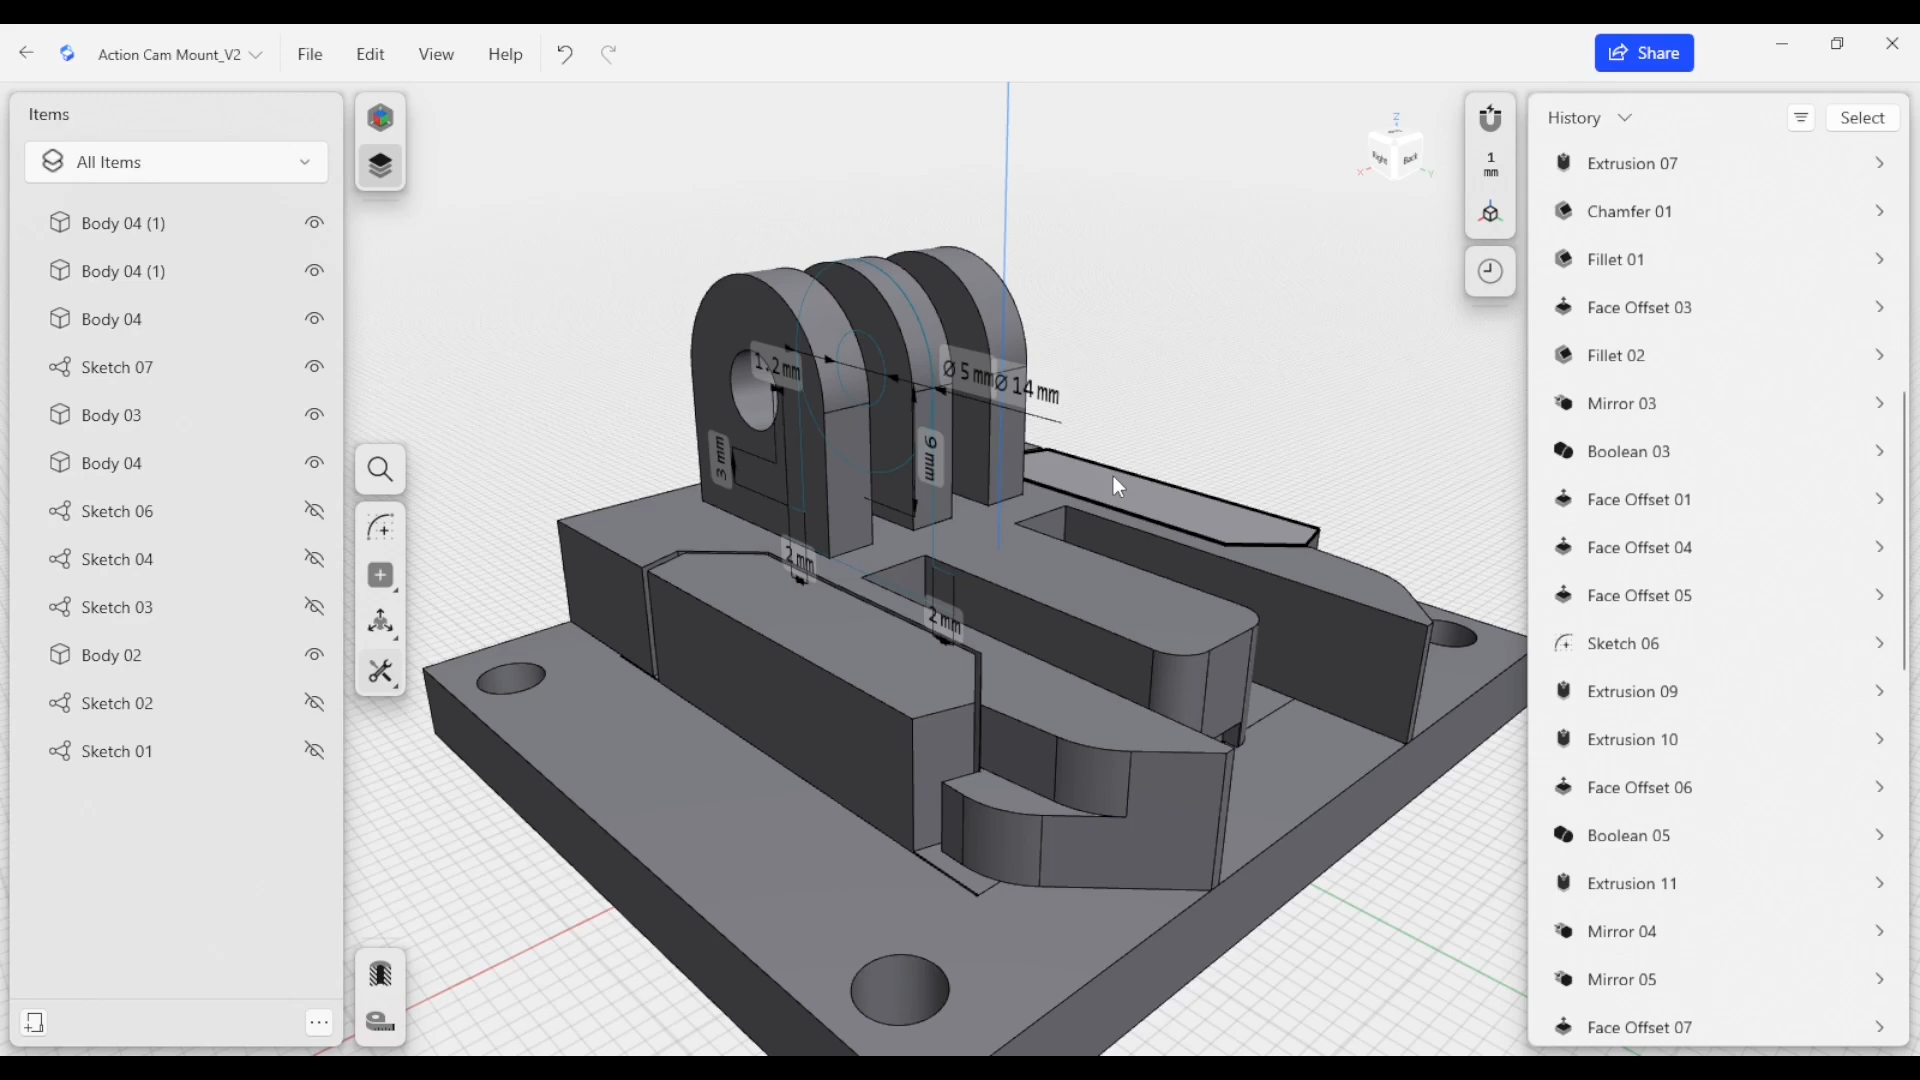 Action Cam Mount_V2
File
Edit
View
Help
Share
Items
All Items
Body 04 (1)
Body 04 (1)
Body 04
Sketch 07
Body 03
Body 04
Sketch 06
Sketch 04
Sketch 03
Body 02
Sketch 02
Sketch 01
1.2 mm
Ø 5 mm
Ø 14 mm
3 mm
9 mm
2 mm
2 mm
Z
Right
Back
X
Y
1
mm
History
Select
Extrusion 07
Chamfer 01
Fillet 01
Face Offset 03
Fillet 02
Mirror 03
Boolean 03
Face Offset 01
Face Offset 04
Face Offset 05
Sketch 06
Extrusion 09
Extrusion 10
Face Offset 06
Boolean 05
Extrusion 11
Mirror 04
Mirror 05
Face Offset 07